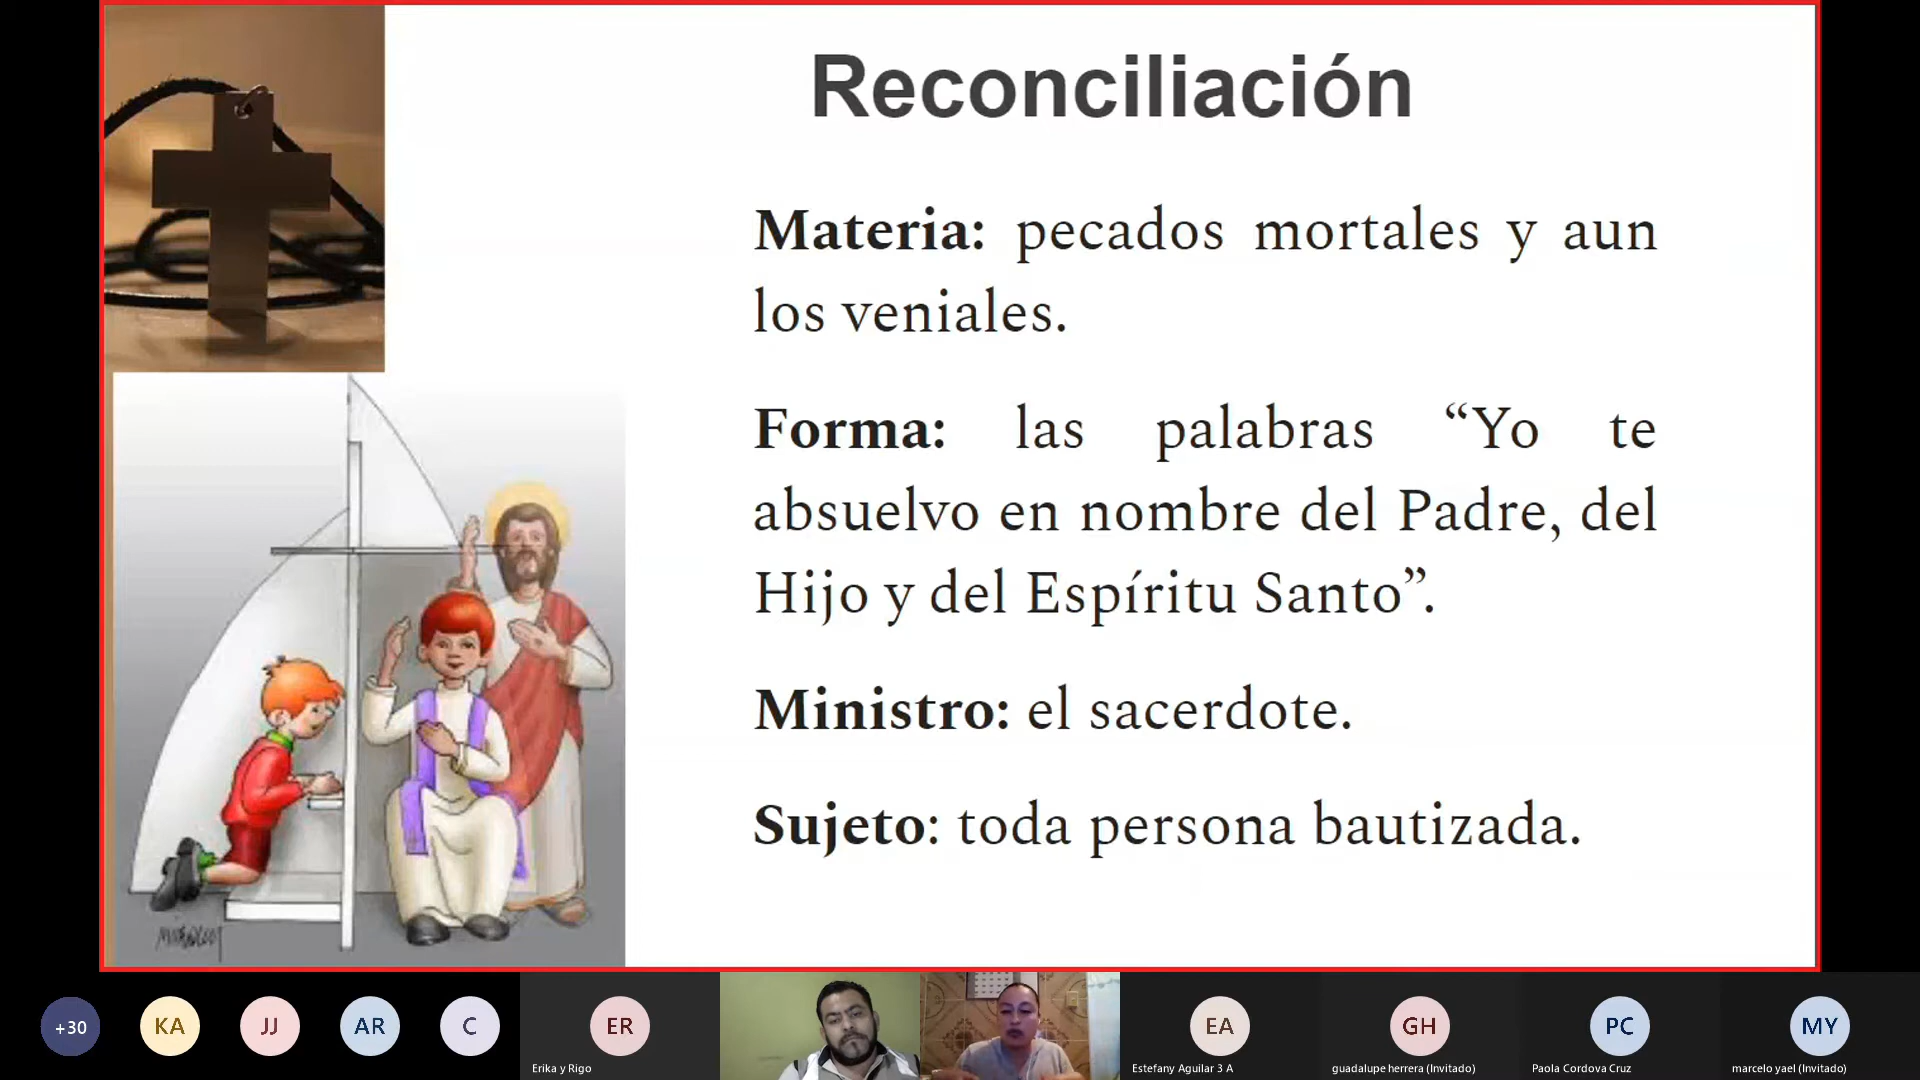 Reconciliación
Materia: pecados mortales y aun
los veniales.
Forma: las palabras “Yo te
absuelvo en nombre del Padre, del
Hijo y del Espíritu Santo”.
Ministro: el sacerdote.
Sujeto: toda persona bautizada.
+30
KA
JJ
AR
C
ER
EA
GH
PC
MY
Erika y Rigo
Estefany Aguilar 3 A
guadalupe herrera (Invitado)
Paola Cordova Cruz
marcelo yael (Invitado)